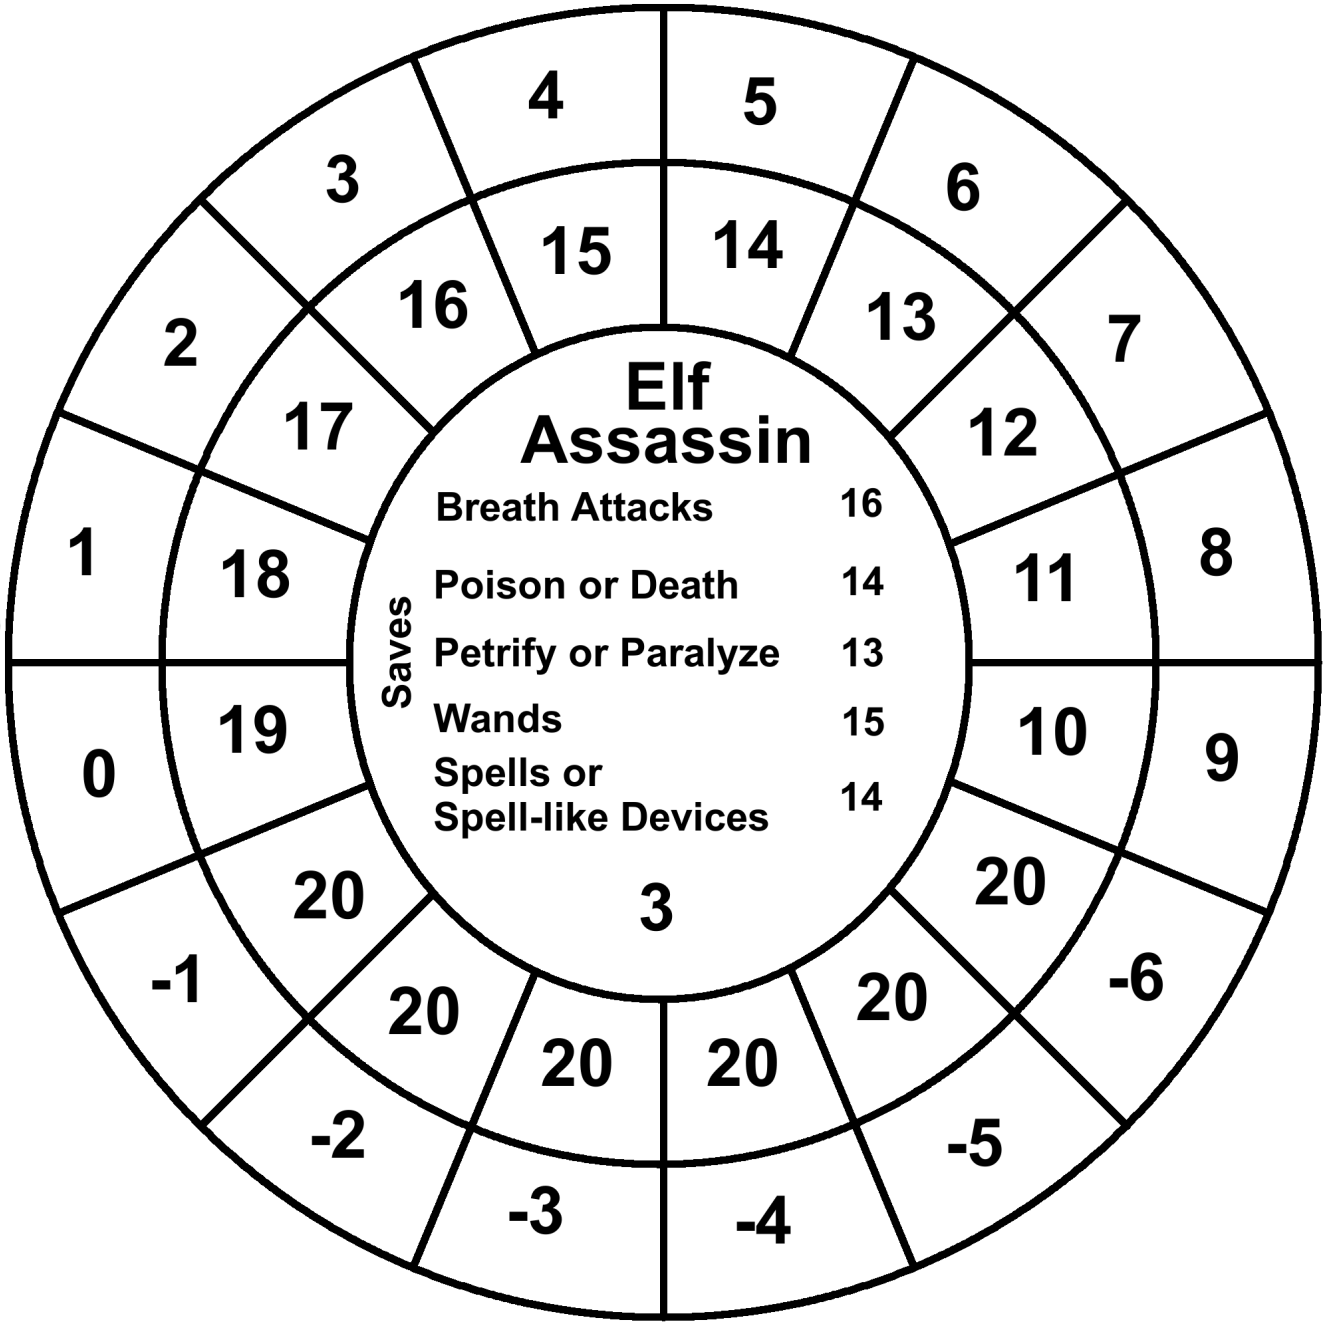 4 5
3 6
2 7
1 8
0 9
-1 -6
-2 -5
-3 -4
15 14
16 13
17 12
18 11
19 10
20 20
20 20
20 20
Elf
Assassin
Saves
Breath Attacks 16
Poison or Death 14
Petrify or Paralyze 13
Wands 15
Spells or
Spell-like Devices 14
3